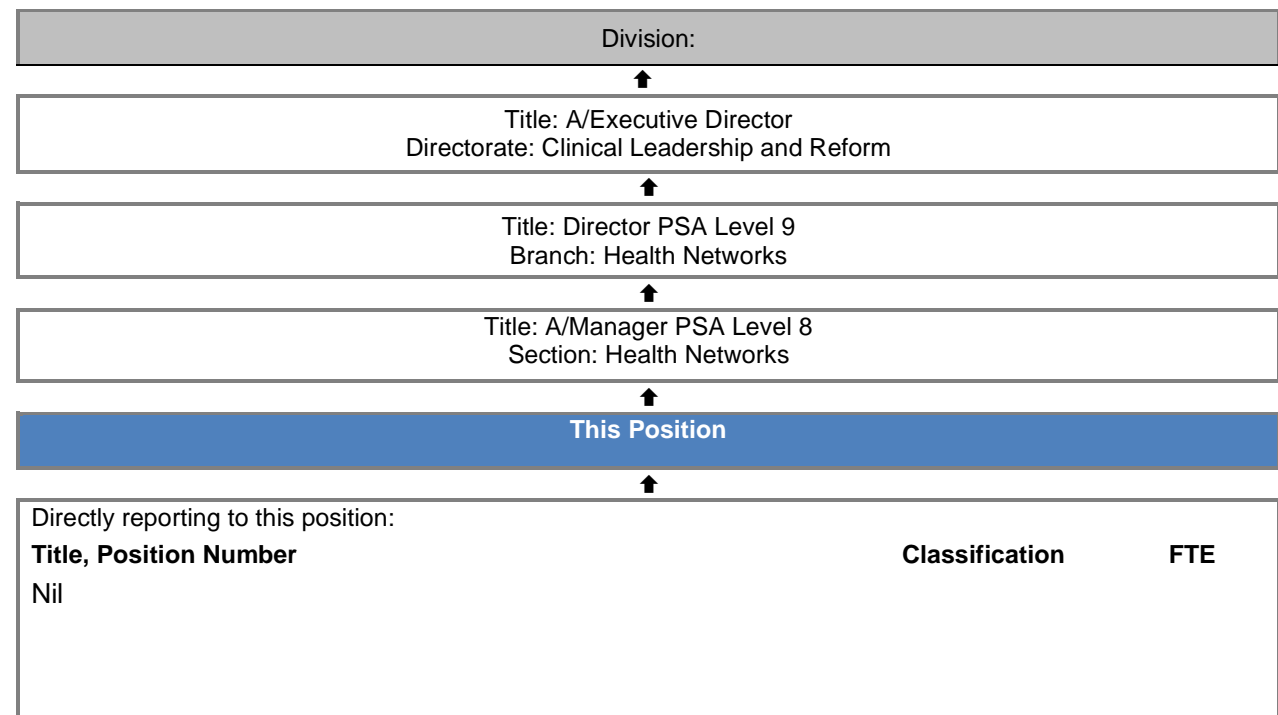 Division:
Title: A/Executive Director
Directorate: Clinical Leadership and Reform
Title: Director PSA Level 9
Branch: Health Networks
Title: A/Manager PSA Level 8
Section: Health Networks
This Position
Directly reporting to this position:
Title, Position Number Classification FTE
Nil